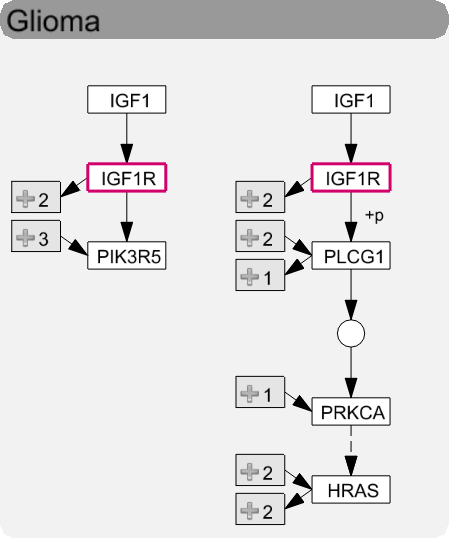 Glioma
IGF1
IGF1R
+2
+3
PIK3R5
IGF1
IGF1R
+2
+p
+2
PLCG1
+1
+1
PRKCA
+2
HRAS
+2